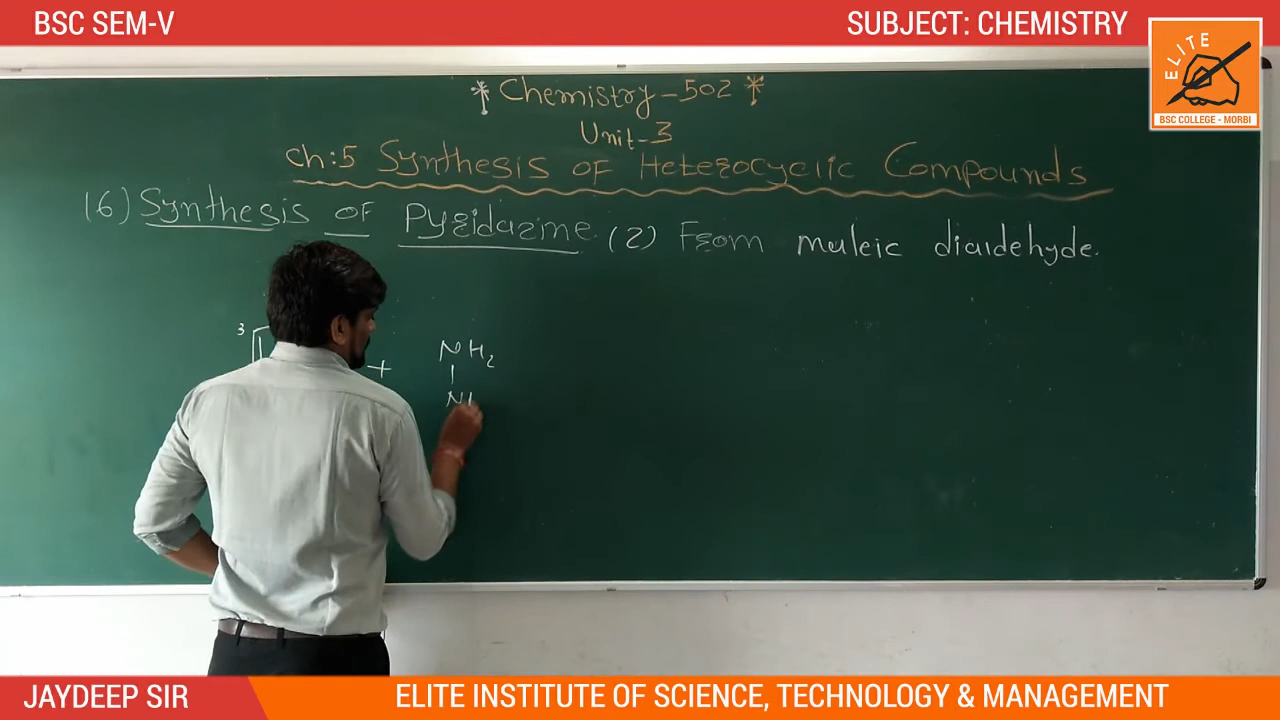 BSC SEM-V
SUBJECT: CHEMISTRY
ELITE
BSC COLLEGE - MORBI
* Chemistry-502 *
Unit-3
Ch:5 Synthesis of Heterocyclic Compounds
(6) Synthesis of Pyridazine (2) From maleic dialdehyde.
3
+
NH2
N
JAYDEEP SIR
ELITE INSTITUTE OF SCIENCE, TECHNOLOGY & MANAGEMENT